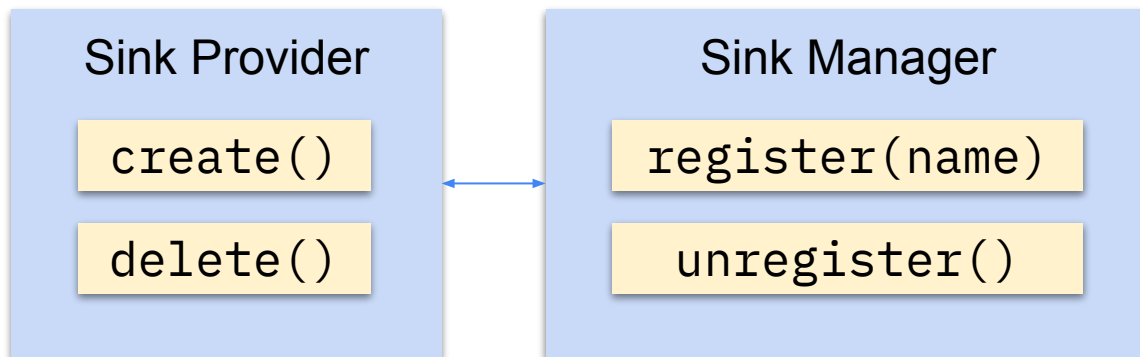 Sink Provider
create()
delete()
Sink Manager
register(name)
unregister()